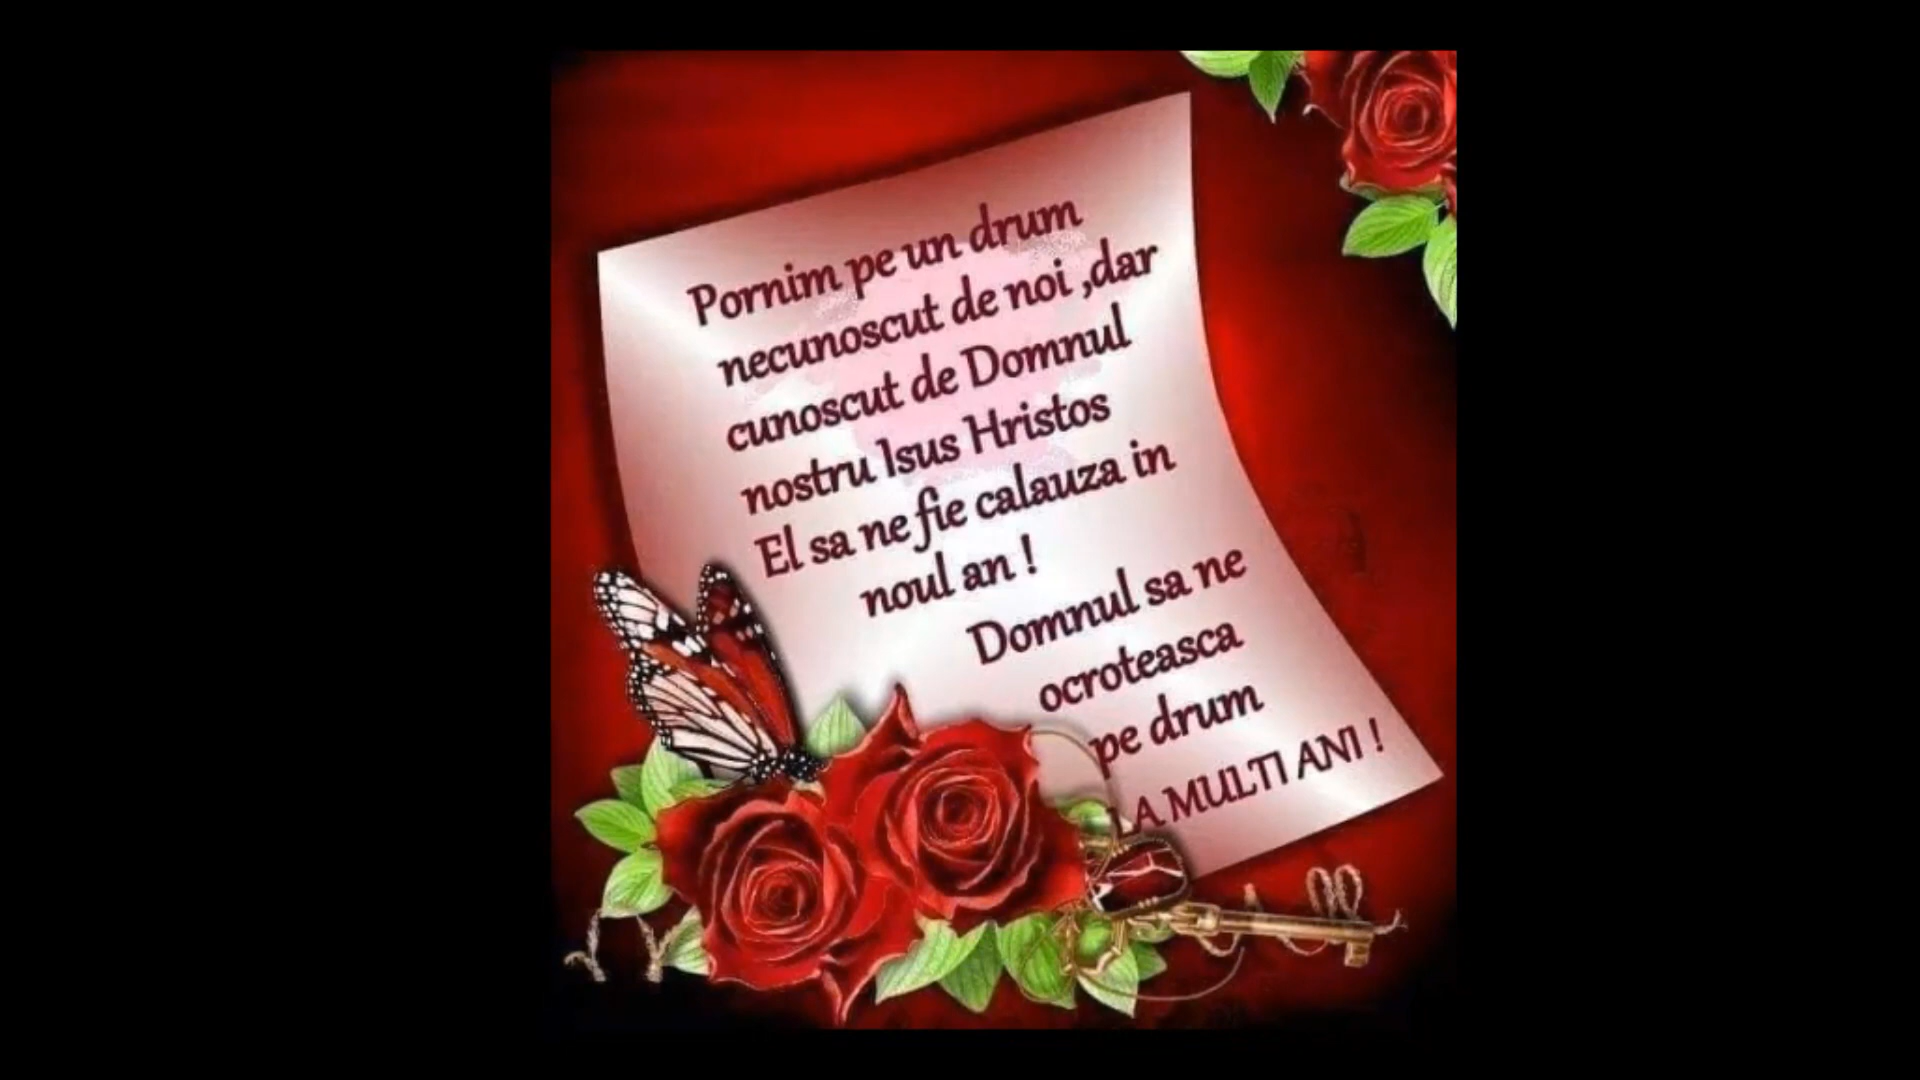 Pornim pe un drum
necunoscut de noi ,dar
cunoscut de Domnul
nostru Isus Hristos
El sa ne fie calauza in
noul an !
Domnul sa ne
ocroteasca
pe drum
LA MULTI ANI !